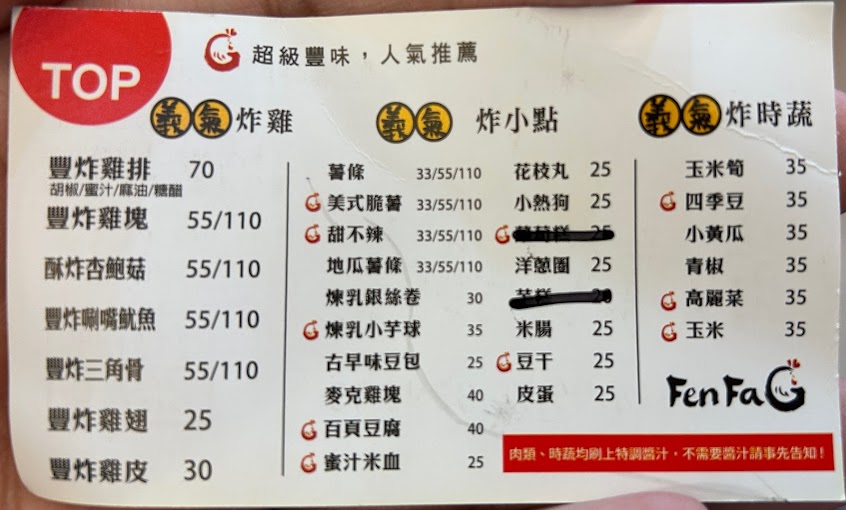 TOP
超級豐味，人氣推薦
義氣 炸雞
豐炸雞排 70
胡椒/蜜汁/麻油/糖醋
豐炸雞塊 55/110
酥炸杏鮑菇 55/110
豐炸唰嘴魷魚 55/110
豐炸三角骨 55/110
豐炸雞翅 25
豐炸雞皮 30
義氣 炸小點
薯條 33/55/110
美式脆薯 33/55/110
甜不辣 33/55/110
地瓜薯條 33/55/110
煉乳銀絲卷 30
煉乳小芋球 35
古早味豆包 25
麥克雞塊 40
百頁豆腐 40
蜜汁米血 25
花枝丸 25
小熱狗 25
25
洋蔥圈 25
米腸 25
豆干 25
皮蛋 25
義氣 炸時蔬
玉米筍 35
四季豆 35
小黃瓜 35
青椒 35
高麗菜 35
玉米 35
FenFaG
肉類、時蔬均刷上特調醬汁，不需要醬汁請事先告知！